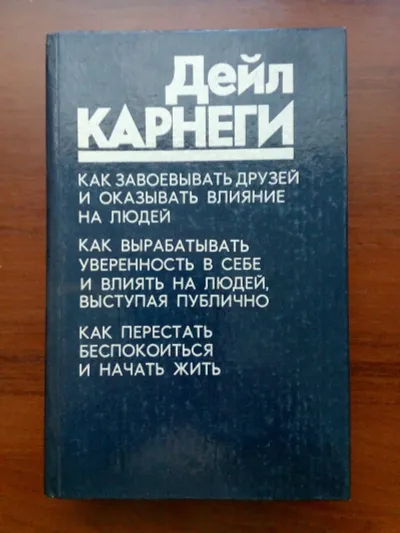 Дейл
КАРНЕГИ
КАК ЗАВОЕВЫВАТЬ ДРУЗЕЙ
И ОКАЗЫВАТЬ ВЛИЯНИЕ
НА ЛЮДЕЙ
КАК ВЫРАБАТЫВАТЬ
УВЕРЕННОСТЬ В СЕБЕ
И ВЛИЯТЬ НА ЛЮДЕЙ,
ВЫСТУПАЯ ПУБЛИЧНО
КАК ПЕРЕСТАТЬ
БЕСПОКОИТЬСЯ
И НАЧАТЬ ЖИТЬ